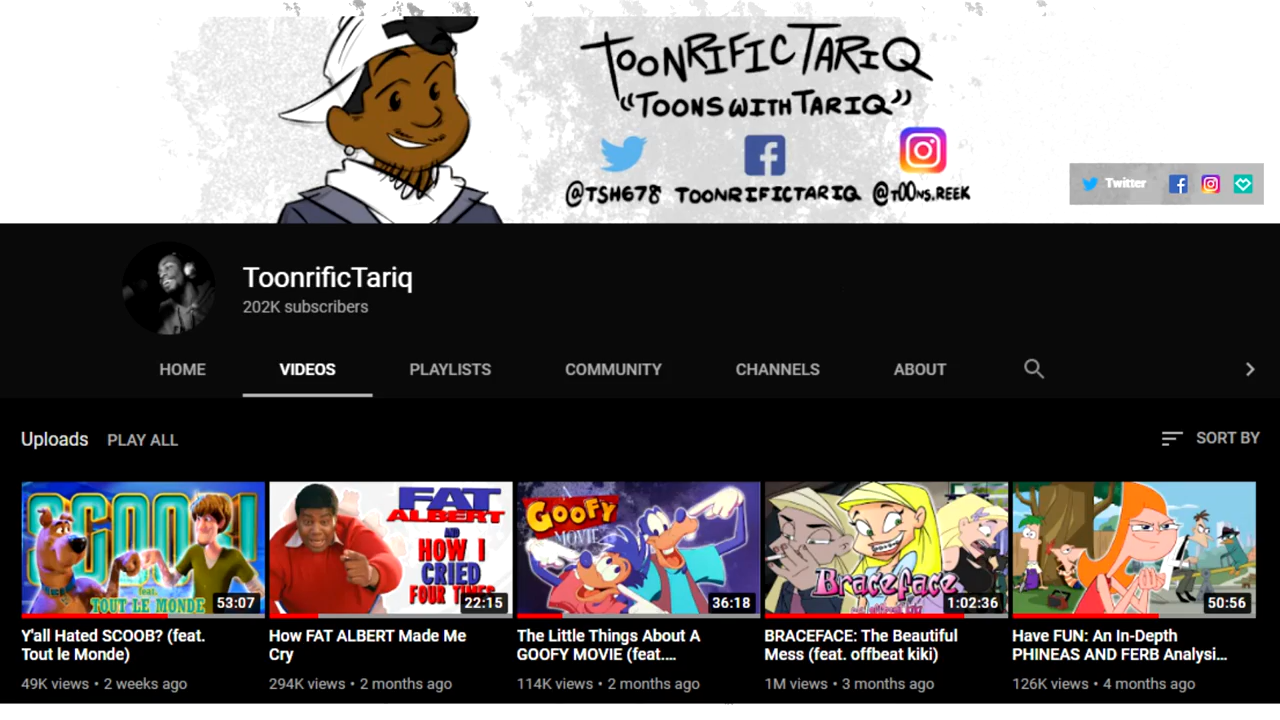 TOONRIFICTARIQ
"TOONSWITHTARIQ"
@TSH678 TOONRIFICTARIQ @TOONS.REEK
Twitter
ToonrificTariq
202K subscribers
HOME VIDEOS PLAYLISTS COMMUNITY CHANNELS ABOUT
Uploads PLAY ALL SORT BY
SCOOB!
feat.
TOUT LE MONDE
53:07
FAT
ALBERT
AND
HOW I
CRIED
FOUR TIMES
22:15
GOOFY
MOVIE
36:18
Braceface
1:02:36
50:56
Y'all Hated SCOOB? (feat.
Tout le Monde)
49K views • 2 weeks ago
How FAT ALBERT Made Me
Cry
294K views • 2 months ago
The Little Things About A
GOOFY MOVIE (feat....
114K views • 2 months ago
BRACEFACE: The Beautiful
Mess (feat. offbeat kiki)
1M views • 3 months ago
Have FUN: An In-Depth
PHINEAS AND FERB Analysi...
126K views • 4 months ago